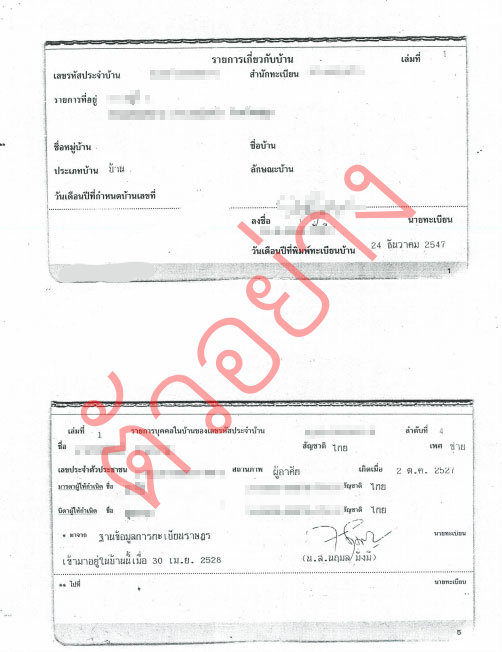 รายการเกี่ยวกับบ้าน เล่มที่ 1
เลขรหัสประจำบ้าน สำนักทะเบียน
รายการที่อยู่
ชื่อหมู่บ้าน ชื่อบ้าน
ประเภทบ้าน บ้าน ลักษณะบ้าน
วันเดือนปีที่กำหนดบ้านเลขที่
ลงชื่อ นายทะเบียน
วันเดือนปีที่พิมพ์ทะเบียนบ้าน 24 ธันวาคม 2547
1
ตัวอย่าง
เล่มที่ 1 รายการบุคคลในบ้านของเลขรหัสประจำบ้าน ลำดับที่ 4
ชื่อ สัญชาติ ไทย เพศ ชาย
เลขประจำตัวประชาชน สถานภาพ ผู้อาศัย เกิดเมื่อ 2 ต.ค. 2527
มารดาผู้ให้กำเนิด ชื่อ สัญชาติ ไทย
บิดาผู้ให้กำเนิด ชื่อ สัญชาติ ไทย
* มาจาก ฐานข้อมูลการทะเบียนราษฎร นายทะเบียน
เข้ามาอยู่ในบ้านนี้เมื่อ 30 เม.ย. 2528 (น.ส.นฤมล มั่งมี)
** ไปที่ นายทะเบียน
5